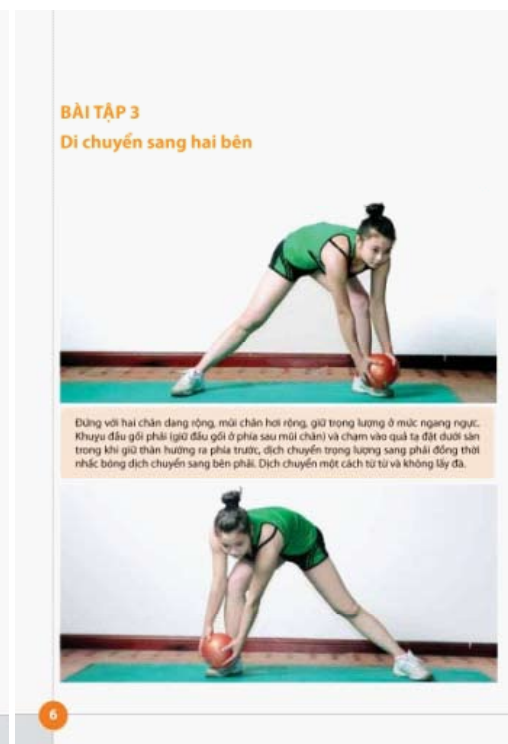 BÀI TẬP 3
Di chuyển sang hai bên
Đứng với hai chân dang rộng, mũi chân hơi rộng, giữ trọng lượng ở mức ngang ngực.
Khuỵu đầu gối phải (giữ đầu gối ở phía sau mũi chân) và chạm vào quả tạ đặt dưới sàn
trong khi giữ thân hướng ra phía trước, dịch chuyển trọng lượng sang phải đồng thời
nhấc bóng dịch chuyển sang bên phải. Dịch chuyển một cách từ từ và không lấy đà.
6